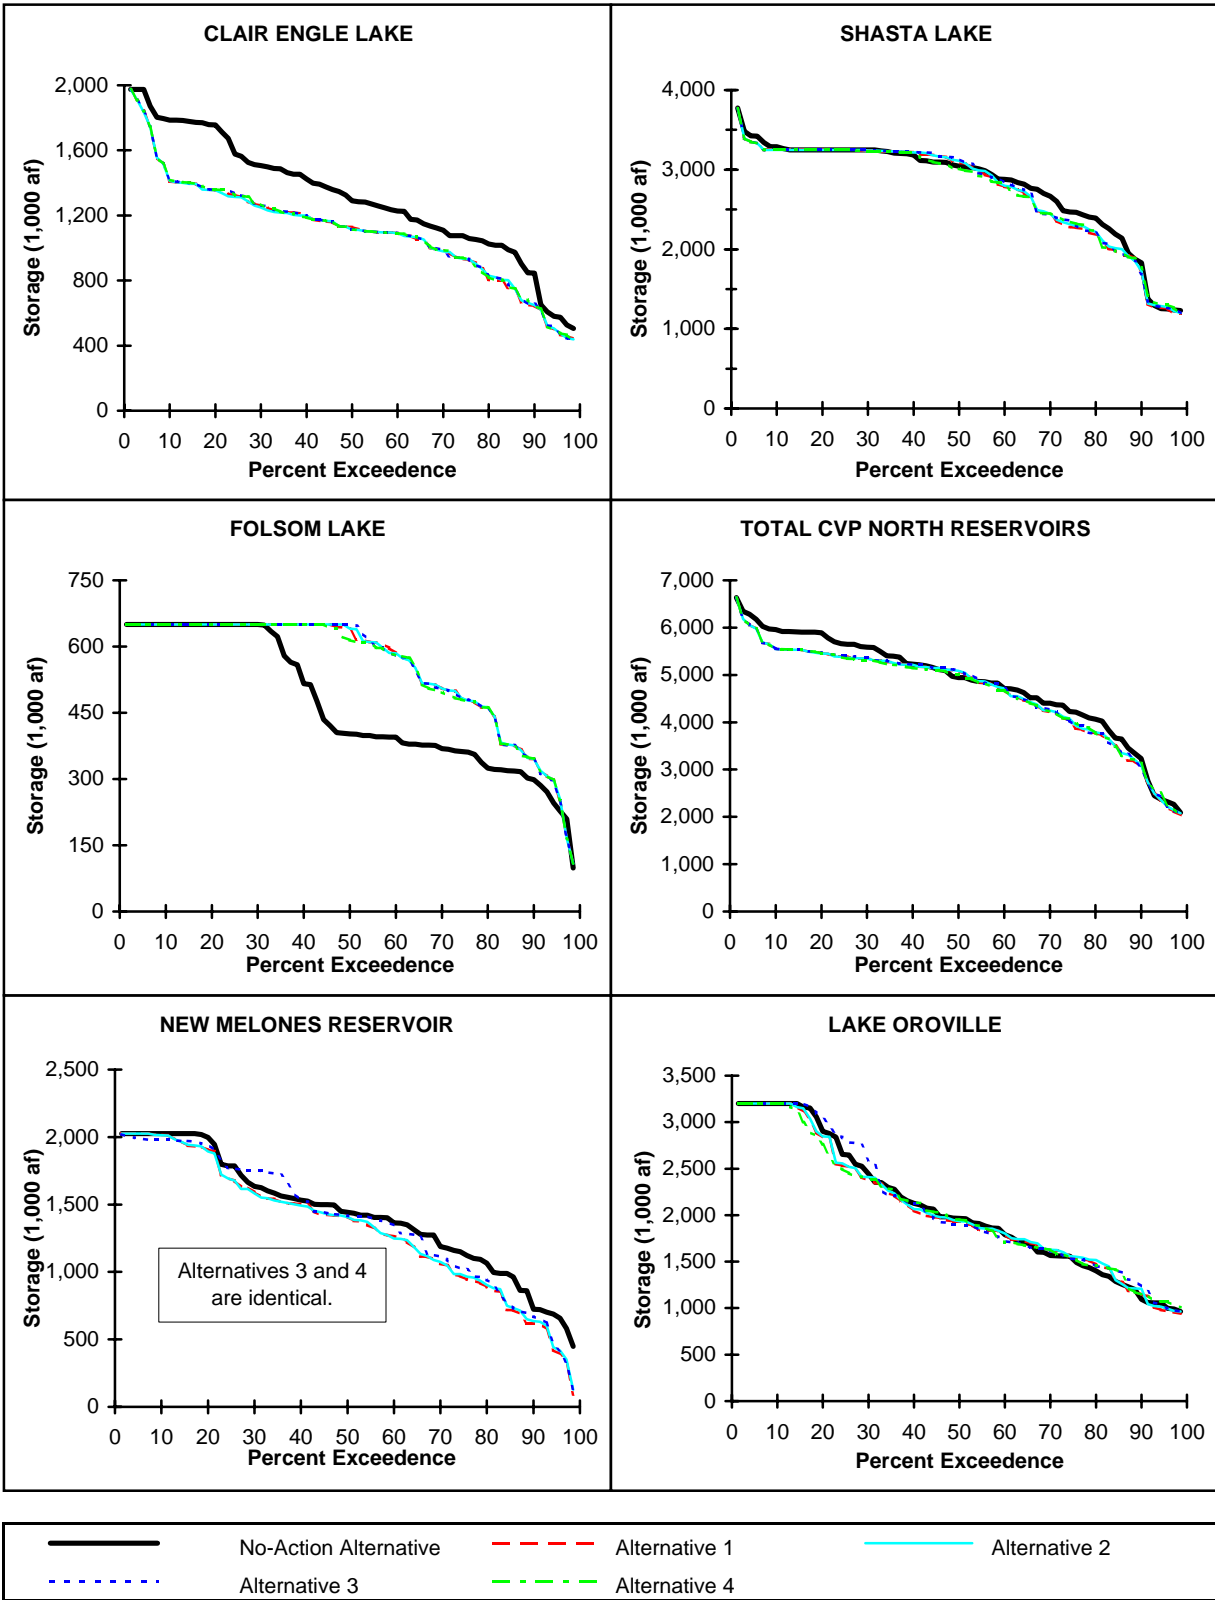 CLAIR ENGLE LAKE
Storage (1,000 af)
2,000
1,600
1,200
800
400
0
0 10 20 30 40 50 60 70 80 90 100
Percent Exceedence
SHASTA LAKE
Storage (1,000 af)
4,000
3,000
2,000
1,000
0
0 10 20 30 40 50 60 70 80 90 100
Percent Exceedence
FOLSOM LAKE
Storage (1,000 af)
750
600
450
300
150
0
0 10 20 30 40 50 60 70 80 90 100
Percent Exceedence
TOTAL CVP NORTH RESERVOIRS
Storage (1,000 af)
7,000
6,000
5,000
4,000
3,000
2,000
1,000
0
0 10 20 30 40 50 60 70 80 90 100
Percent Exceedence
NEW MELONES RESERVOIR
Storage (1,000 af)
2,500
2,000
1,500
1,000
500
0
Alternatives 3 and 4
are identical.
0 10 20 30 40 50 60 70 80 90 100
Percent Exceedence
LAKE OROVILLE
Storage (1,000 af)
3,500
3,000
2,500
2,000
1,500
1,000
500
0
0 10 20 30 40 50 60 70 80 90 100
Percent Exceedence
No-Action Alternative Alternative 1 Alternative 2
Alternative 3 Alternative 4